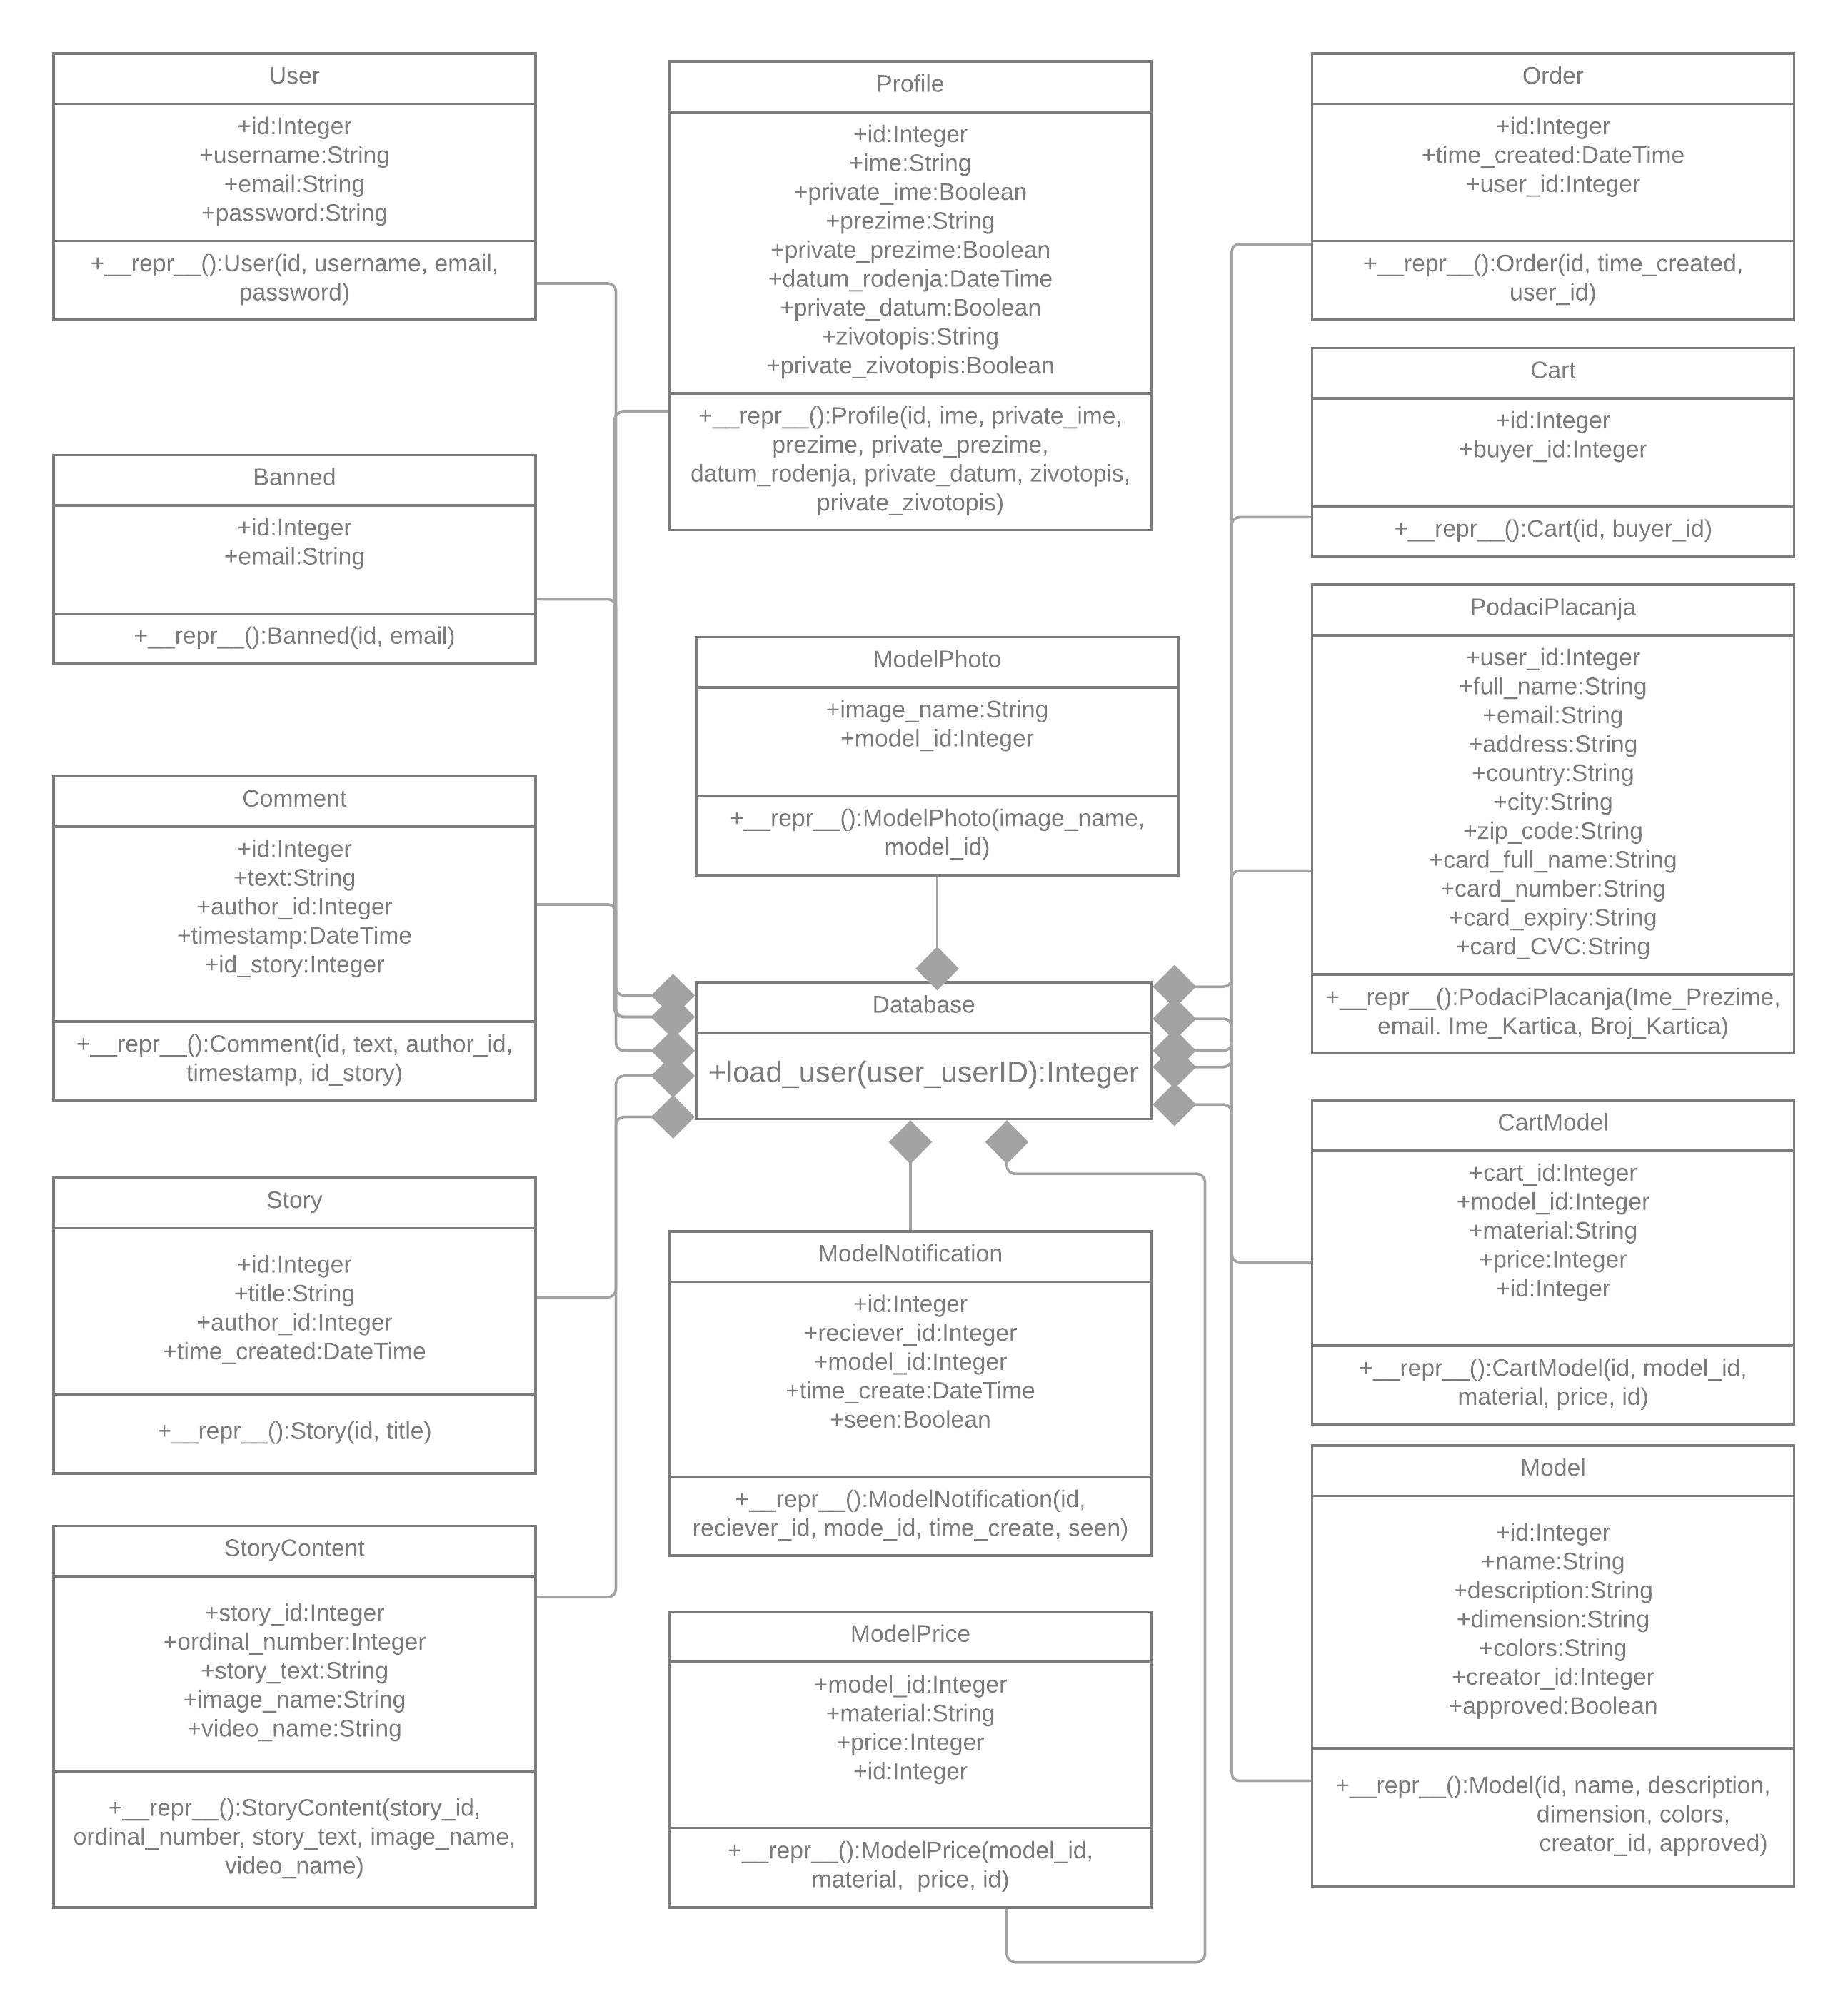 User
+id:Integer
+username:String
+email:String
+password:String
+__repr__():User(id, username, email,
password)
Banned
+id:Integer
+email:String
+__repr__():Banned(id, email)
Comment
+id:Integer
+text:String
+author_id:Integer
+timestamp:DateTime
+id_story:Integer
+__repr__():Comment(id, text, author_id,
timestamp, id_story)
Story
+id:Integer
+title:String
+author_id:Integer
+time_created:DateTime
+__repr__():Story(id, title)
StoryContent
+story_id:Integer
+ordinal_number:Integer
+story_text:String
+image_name:String
+video_name:String
+__repr__():StoryContent(story_id,
ordinal_number, story_text, image_name,
video_name)
Profile
+id:Integer
+ime:String
+private_ime:Boolean
+prezime:String
+private_prezime:Boolean
+datum_rodenja:DateTime
+private_datum:Boolean
+zivotopis:String
+private_zivotopis:Boolean
+__repr__():Profile(id, ime, private_ime,
prezime, private_prezime,
datum_rodenja, private_datum, zivotopis,
private_zivotopis)
ModelPhoto
+image_name:String
+model_id:Integer
+__repr__():ModelPhoto(image_name,
model_id)
Database
+load_user(user_userID):Integer
ModelNotification
+id:Integer
+reciever_id:Integer
+model_id:Integer
+time_create:DateTime
+seen:Boolean
+__repr__():ModelNotification(id,
reciever_id, mode_id, time_create, seen)
ModelPrice
+model_id:Integer
+material:String
+price:Integer
+id:Integer
+__repr__():ModelPrice(model_id,
material,  price, id)
Order
+id:Integer
+time_created:DateTime
+user_id:Integer
+__repr__():Order(id, time_created,
user_id)
Cart
+id:Integer
+buyer_id:Integer
+__repr__():Cart(id, buyer_id)
PodaciPlacanja
+user_id:Integer
+full_name:String
+email:String
+address:String
+country:String
+city:String
+zip_code:String
+card_full_name:String
+card_number:String
+card_expiry:String
+card_CVC:String
+__repr__():PodaciPlacanja(Ime_Prezime,
email. Ime_Kartica, Broj_Kartica)
CartModel
+cart_id:Integer
+model_id:Integer
+material:String
+price:Integer
+id:Integer
+__repr__():CartModel(id, model_id,
material, price, id)
Model
+id:Integer
+name:String
+description:String
+dimension:String
+colors:String
+creator_id:Integer
+approved:Boolean
+__repr__():Model(id, name, description,
dimension, colors,
creator_id, approved)